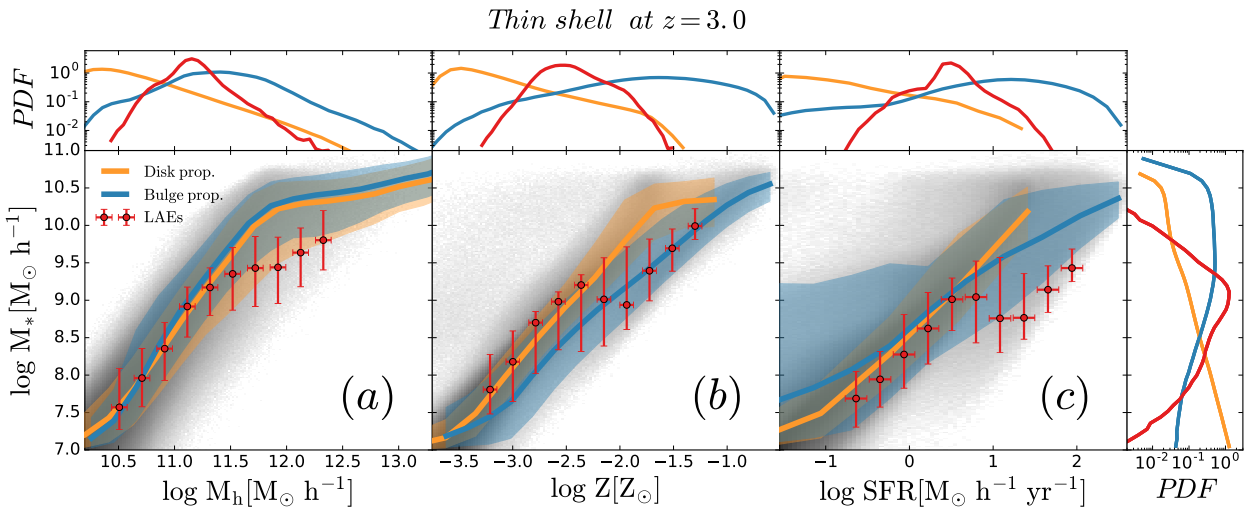 Thin shell at z = 3.0
PDF
10⁰
10⁻¹
10⁻²
11.0
10.5
10.0
9.5
9.0
8.5
8.0
7.5
7.0
log M∗[M⊙ h⁻¹]
Disk prop.
Bulge prop.
LAEs
(a)
(b)
(c)
10.5 11.0 11.5 12.0 12.5 13.0
−3.5 −3.0 −2.5 −2.0 −1.5 −1.0
−1 0 1 2
10⁻² 10⁻¹ 10⁰
log Mₕ[M⊙ h⁻¹]
log Z[Z⊙]
log SFR[M⊙ h⁻¹ yr⁻¹]
PDF